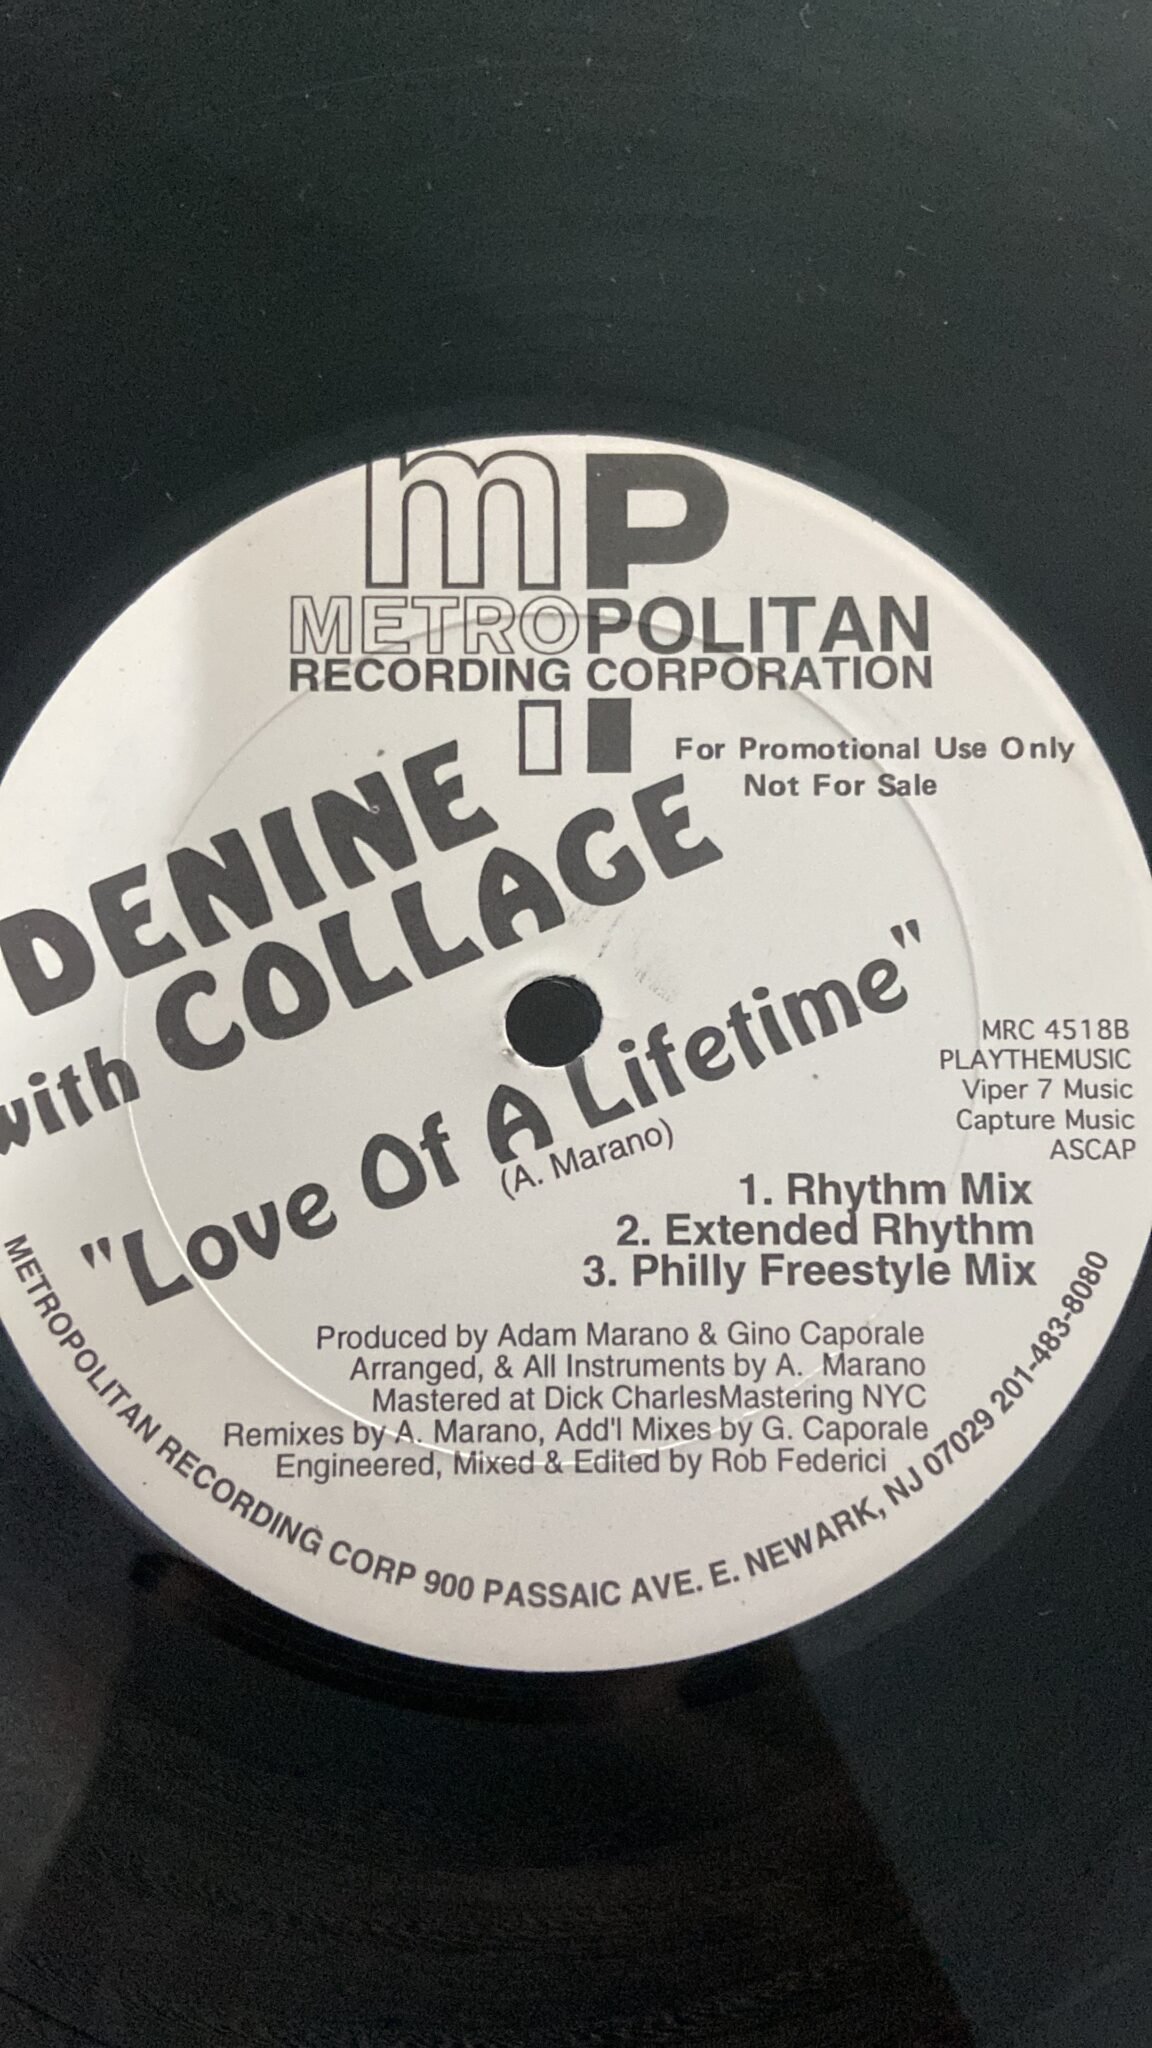 mP
METROPOLITAN
RECORDING CORPORATION
For Promotional Use Only
Not For Sale
DENINE
with COLLAGE
"Love Of A Lifetime"
(A. Marano)
MRC 4518B
PLAYTHEMUSIC
Viper 7 Music
Capture Music
ASCAP
1. Rhythm Mix
2. Extended Rhythm
3. Philly Freestyle Mix
Produced by Adam Marano & Gino Caporale
Arranged, & All Instruments by A. Marano
Mastered at Dick CharlesMastering NYC
Remixes by A. Marano, Add'l Mixes by G. Caporale
Engineered, Mixed & Edited by Rob Federici
METROPOLITAN RECORDING CORP 900 PASSAIC AVE. E. NEWARK, NJ 07029 201-483-8080